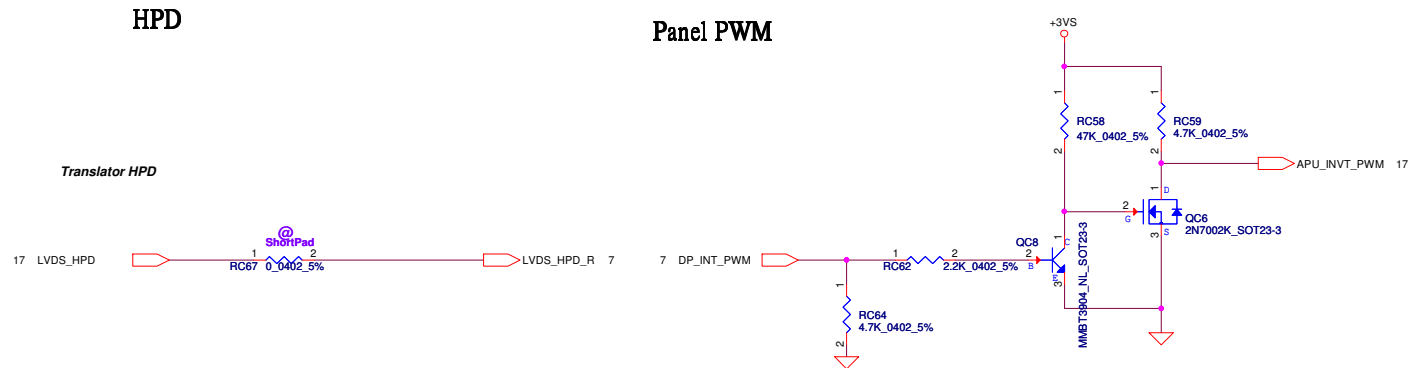 HPD
Panel PWM
+3VS
1
RC58
47K_0402_5%
2
1
RC59
4.7K_0402_5%
2
Translator HPD
APU_INVT_PWM 17
1
D
2
G
QC6
2N7002K_SOT23-3
3
S
@
ShortPad
17 LVDS_HPD
1
2
RC67 0_0402_5%
LVDS_HPD_R 7
7 DP_INT_PWM
1
2
RC62 2.2K_0402_5%
QC8
1
C
2
B
E
3
MMBT3904_NL_SOT23-3
1
RC64
4.7K_0402_5%
2